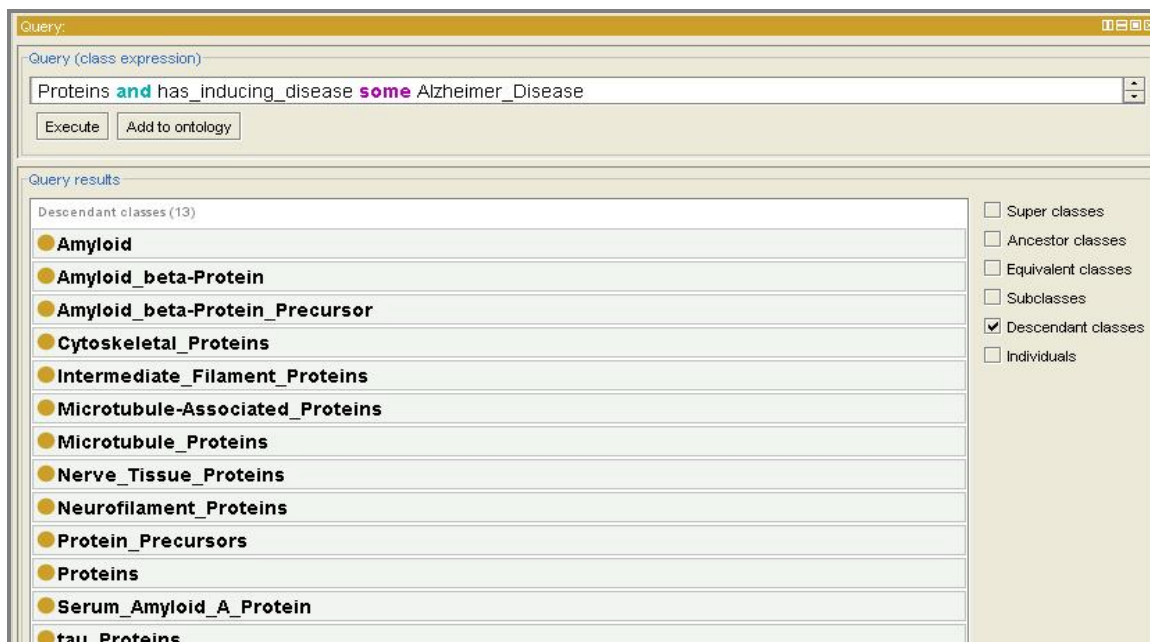 Query:
Query (class expression)
Proteins and has_inducing_disease some Alzheimer_Disease
Execute Add to ontology
Query results
Descendant classes (13)
Amyloid
Amyloid_beta-Protein
Amyloid_beta-Protein_Precursor
Cytoskeletal_Proteins
Intermediate_Filament_Proteins
Microtubule-Associated_Proteins
Microtubule_Proteins
Nerve_Tissue_Proteins
Neurofilament_Proteins
Protein_Precursors
Proteins
Serum_Amyloid_A_Protein
tau_Proteins
Super classes
Ancestor classes
Equivalent classes
Subclasses
Descendant classes
Individuals